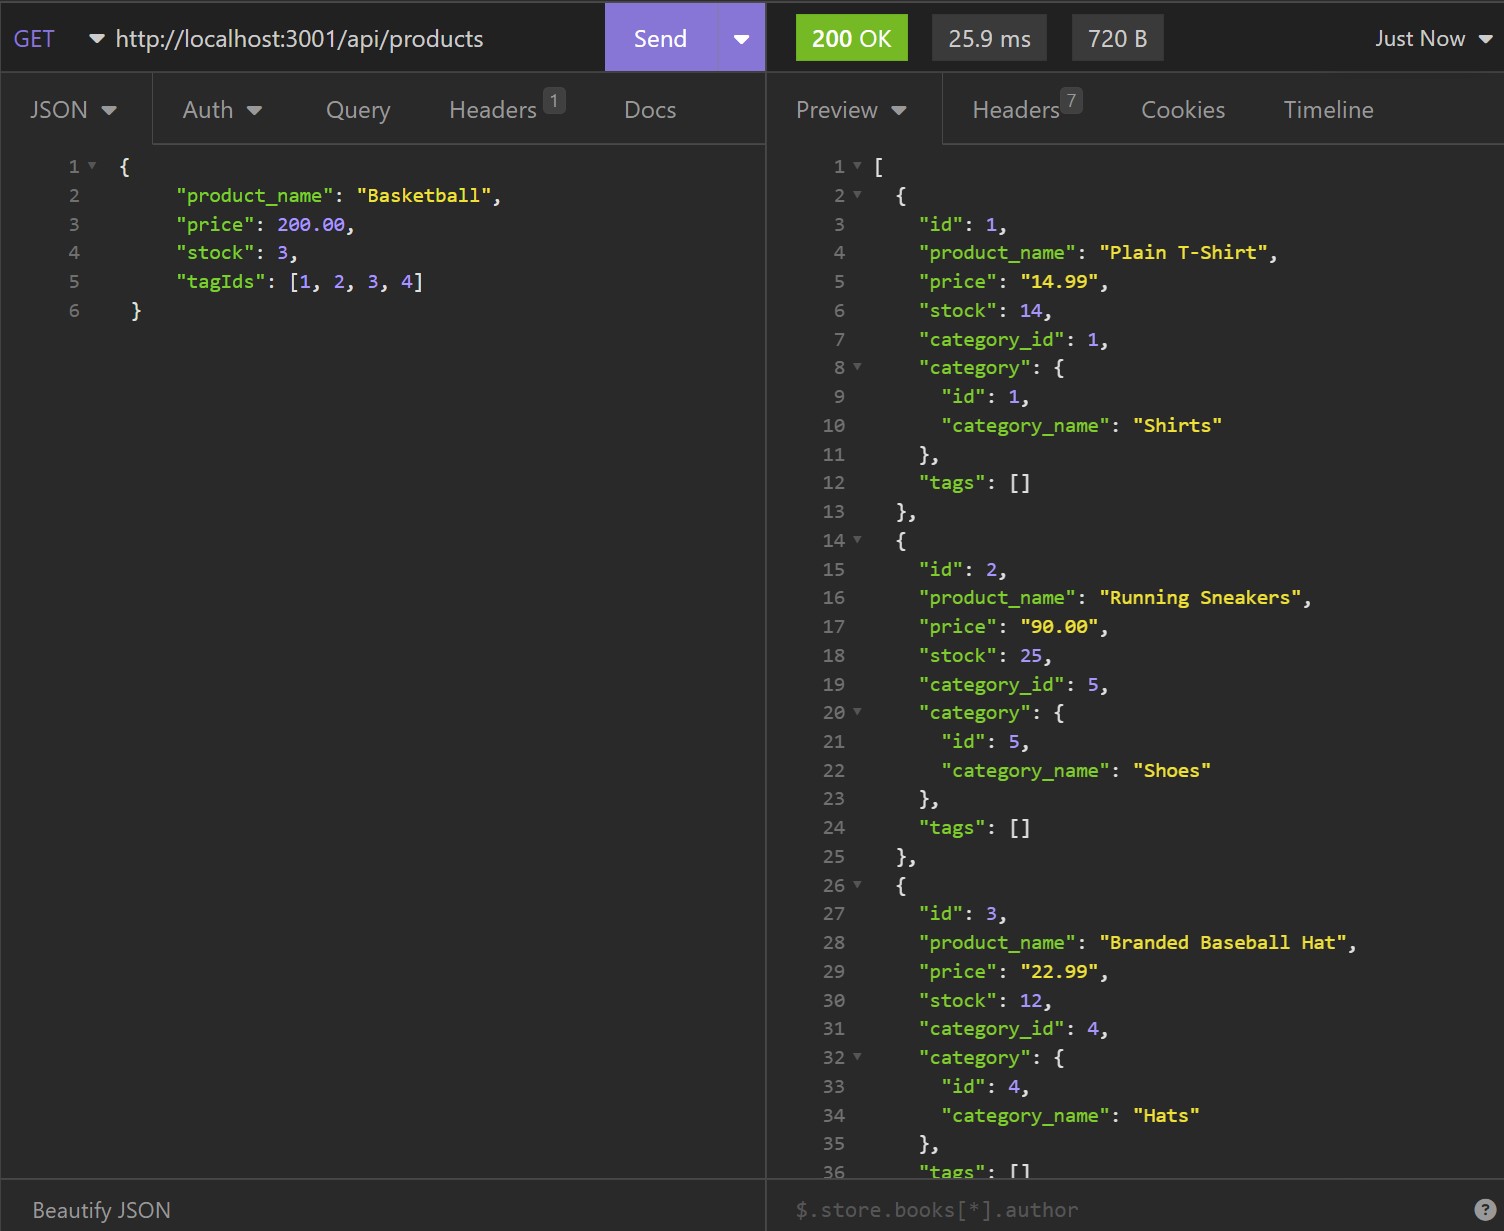 GET http://localhost:3001/api/products Send
200 OK 25.9 ms 720 B Just Now
JSON Auth Query Headers 1 Docs
Preview Headers 7 Cookies Timeline
1 {
2 "product_name": "Basketball",
3 "price": 200.00,
4 "stock": 3,
5 "tagIds": [1, 2, 3, 4]
6 }
1 [
2 {
3 "id": 1,
4 "product_name": "Plain T-Shirt",
5 "price": "14.99",
6 "stock": 14,
7 "category_id": 1,
8 "category": {
9 "id": 1,
10 "category_name": "Shirts"
11 },
12 "tags": []
13 },
14 {
15 "id": 2,
16 "product_name": "Running Sneakers",
17 "price": "90.00",
18 "stock": 25,
19 "category_id": 5,
20 "category": {
21 "id": 5,
22 "category_name": "Shoes"
23 },
24 "tags": []
25 },
26 {
27 "id": 3,
28 "product_name": "Branded Baseball Hat",
29 "price": "22.99",
30 "stock": 12,
31 "category_id": 4,
32 "category": {
33 "id": 4,
34 "category_name": "Hats"
35 },
36 "tags": []
Beautify JSON
$.store.books[*].author ?